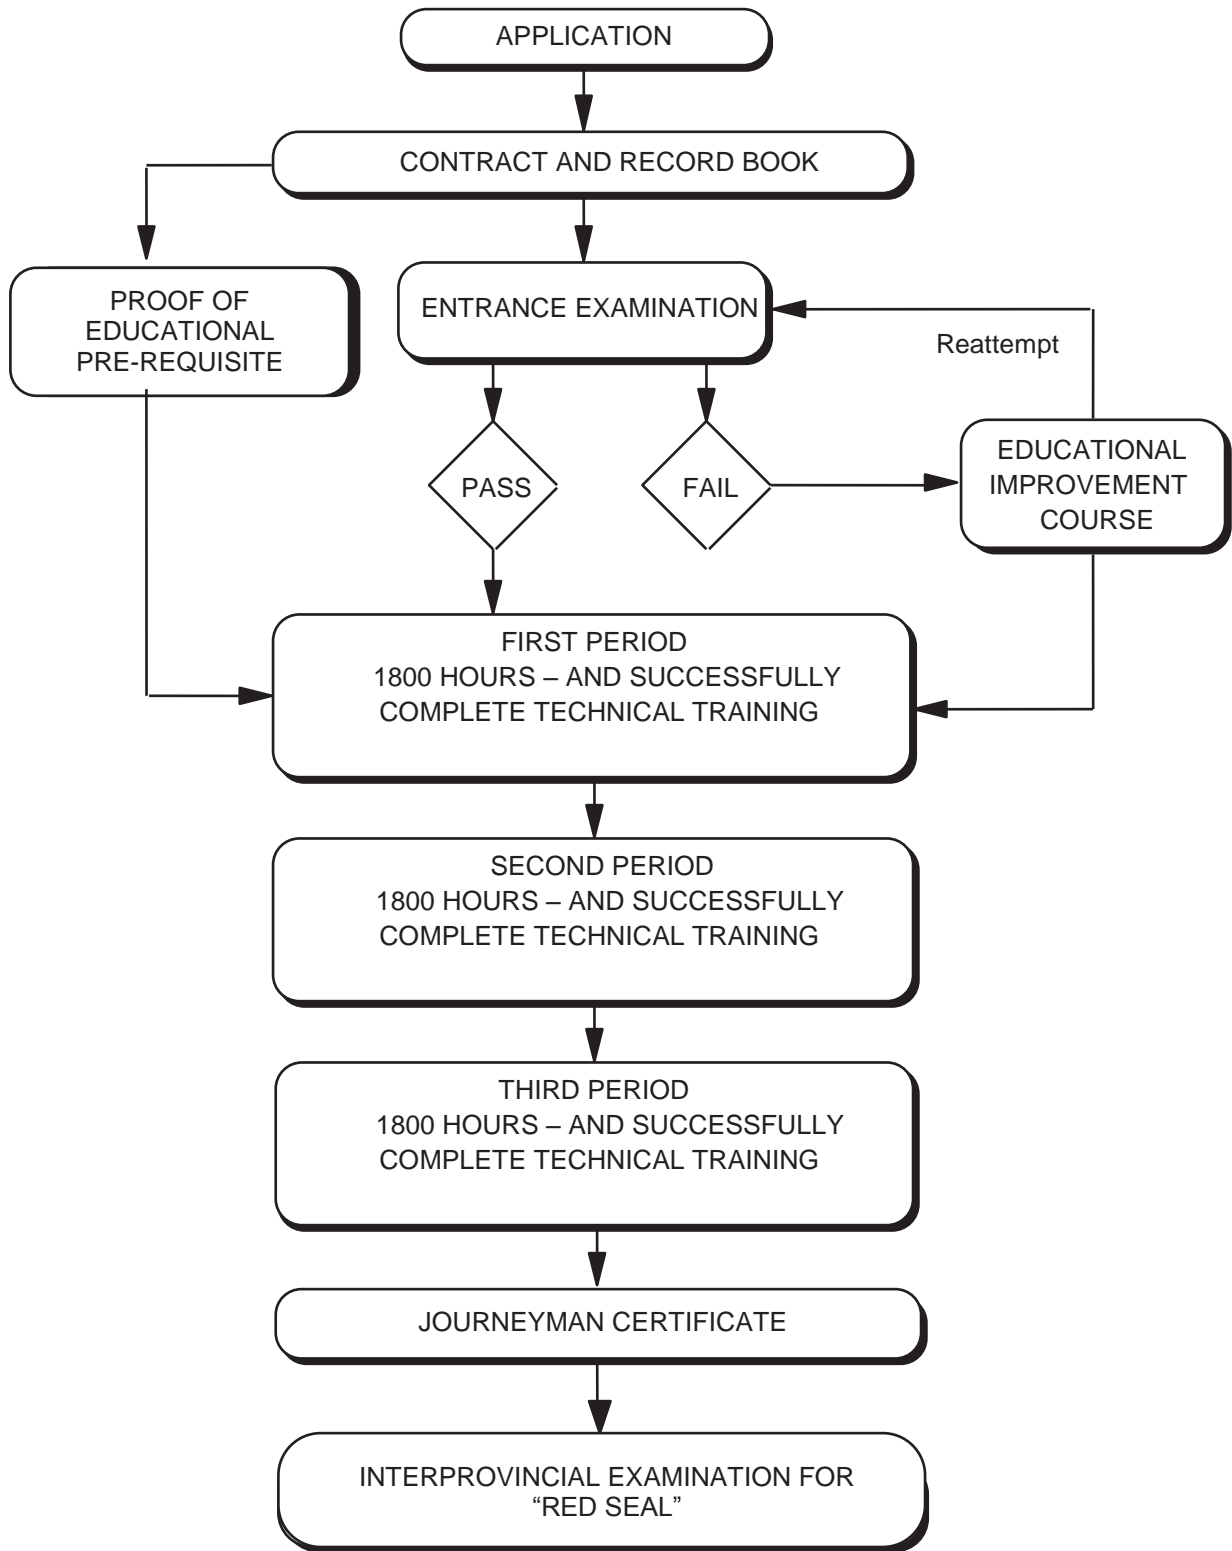 APPLICATION
CONTRACT AND RECORD BOOK
PROOF OF
EDUCATIONAL
PRE-REQUISITE
ENTRANCE EXAMINATION
Reattempt
PASS
FAIL
EDUCATIONAL
IMPROVEMENT
COURSE
FIRST PERIOD
1800 HOURS – AND SUCCESSFULLY
COMPLETE TECHNICAL TRAINING
SECOND PERIOD
1800 HOURS – AND SUCCESSFULLY
COMPLETE TECHNICAL TRAINING
THIRD PERIOD
1800 HOURS – AND SUCCESSFULLY
COMPLETE TECHNICAL TRAINING
JOURNEYMAN CERTIFICATE
INTERPROVINCIAL EXAMINATION FOR
“RED SEAL”